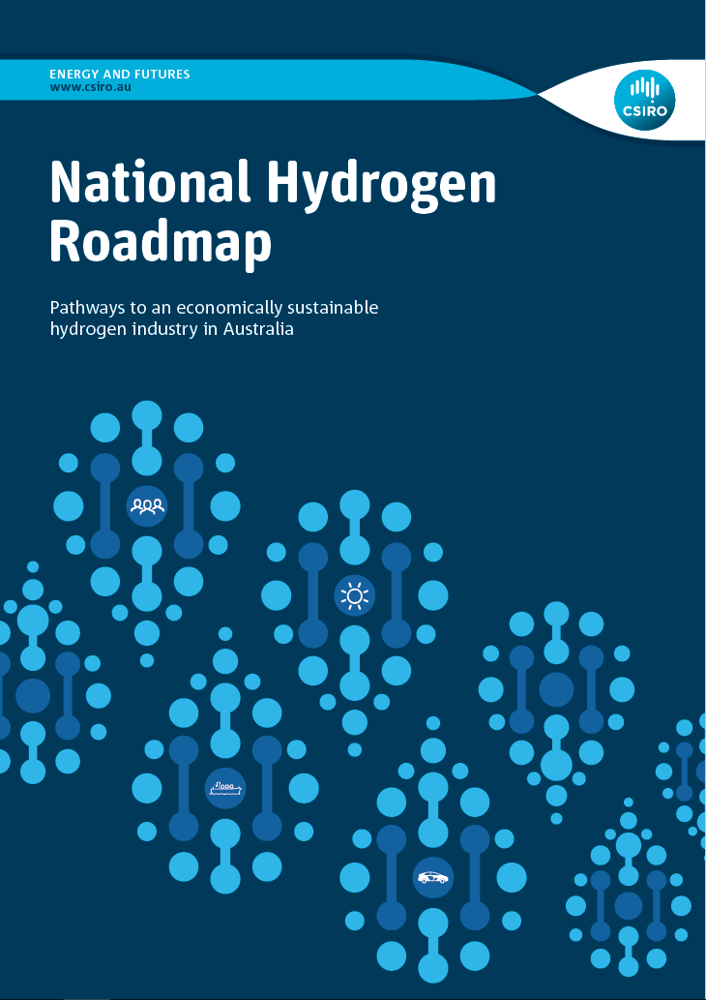 ENERGY AND FUTURES
www.csiro.au
CSIRO
National Hydrogen
Roadmap
Pathways to an economically sustainable
hydrogen industry in Australia